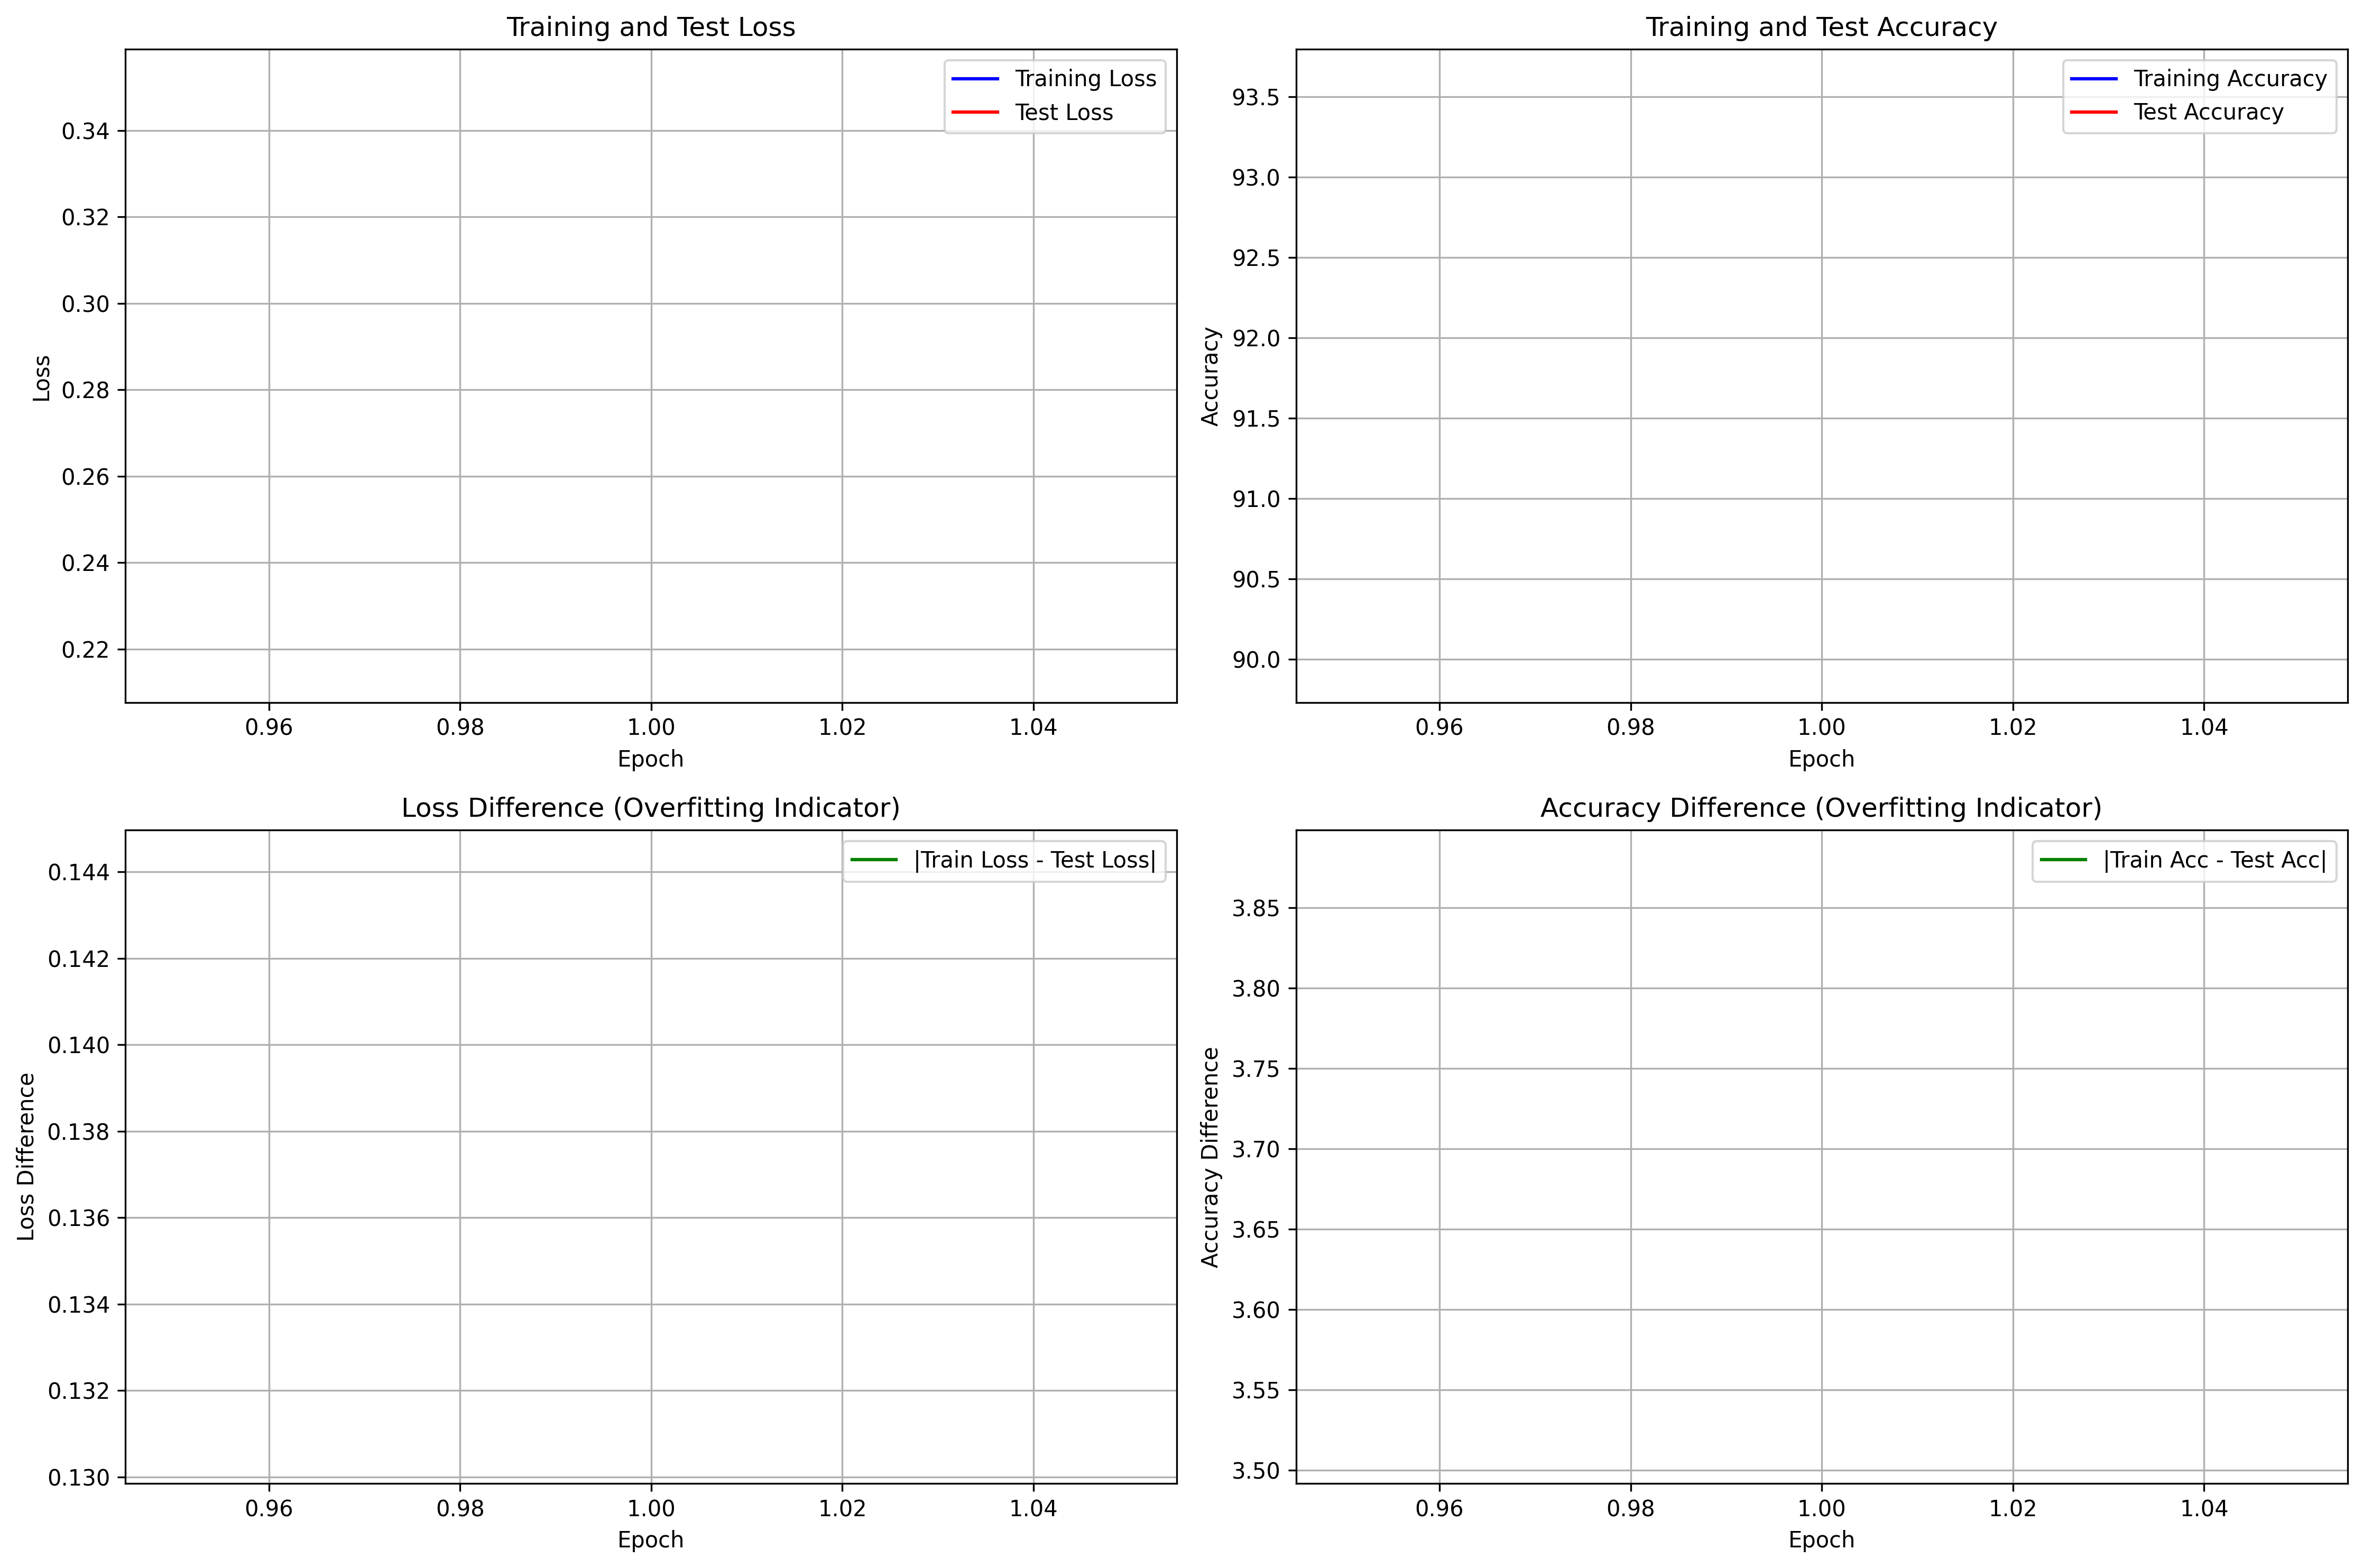 Training and Test Loss
Training Loss
Test Loss
Loss
0.34
0.32
0.30
0.28
0.26
0.24
0.22
0.96 0.98 1.00 1.02 1.04
Epoch
Training and Test Accuracy
Training Accuracy
Test Accuracy
Accuracy
93.5
93.0
92.5
92.0
91.5
91.0
90.5
90.0
0.96 0.98 1.00 1.02 1.04
Epoch
Loss Difference (Overfitting Indicator)
|Train Loss - Test Loss|
Loss Difference
0.144
0.142
0.140
0.138
0.136
0.134
0.132
0.130
0.96 0.98 1.00 1.02 1.04
Epoch
Accuracy Difference (Overfitting Indicator)
|Train Acc - Test Acc|
Accuracy Difference
3.85
3.80
3.75
3.70
3.65
3.60
3.55
3.50
0.96 0.98 1.00 1.02 1.04
Epoch